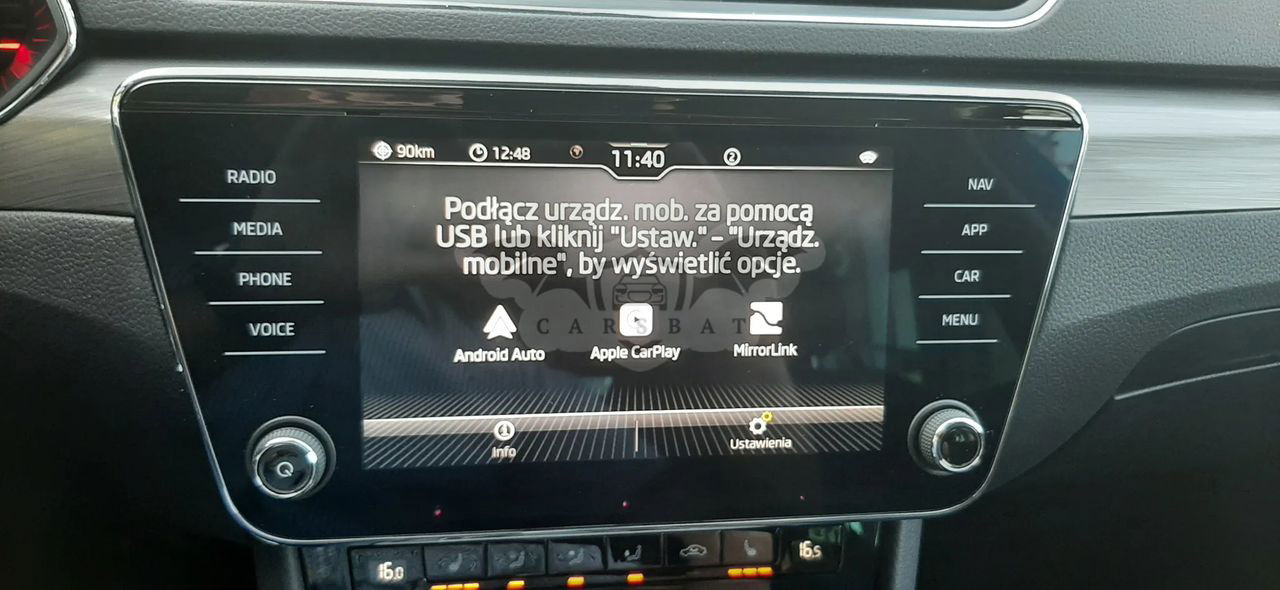 90km 12:48 11:40 2
RADIO
MEDIA
PHONE
VOICE
NAV
APP
CAR
MENU
Podłącz urządz. mob. za pomocą
USB lub kliknij "Ustaw." – "Urządz.
mobilne", by wyświetlić opcje.
CARSBAT
Android Auto Apple CarPlay MirrorLink
Info Ustawienia
16.0 16.5